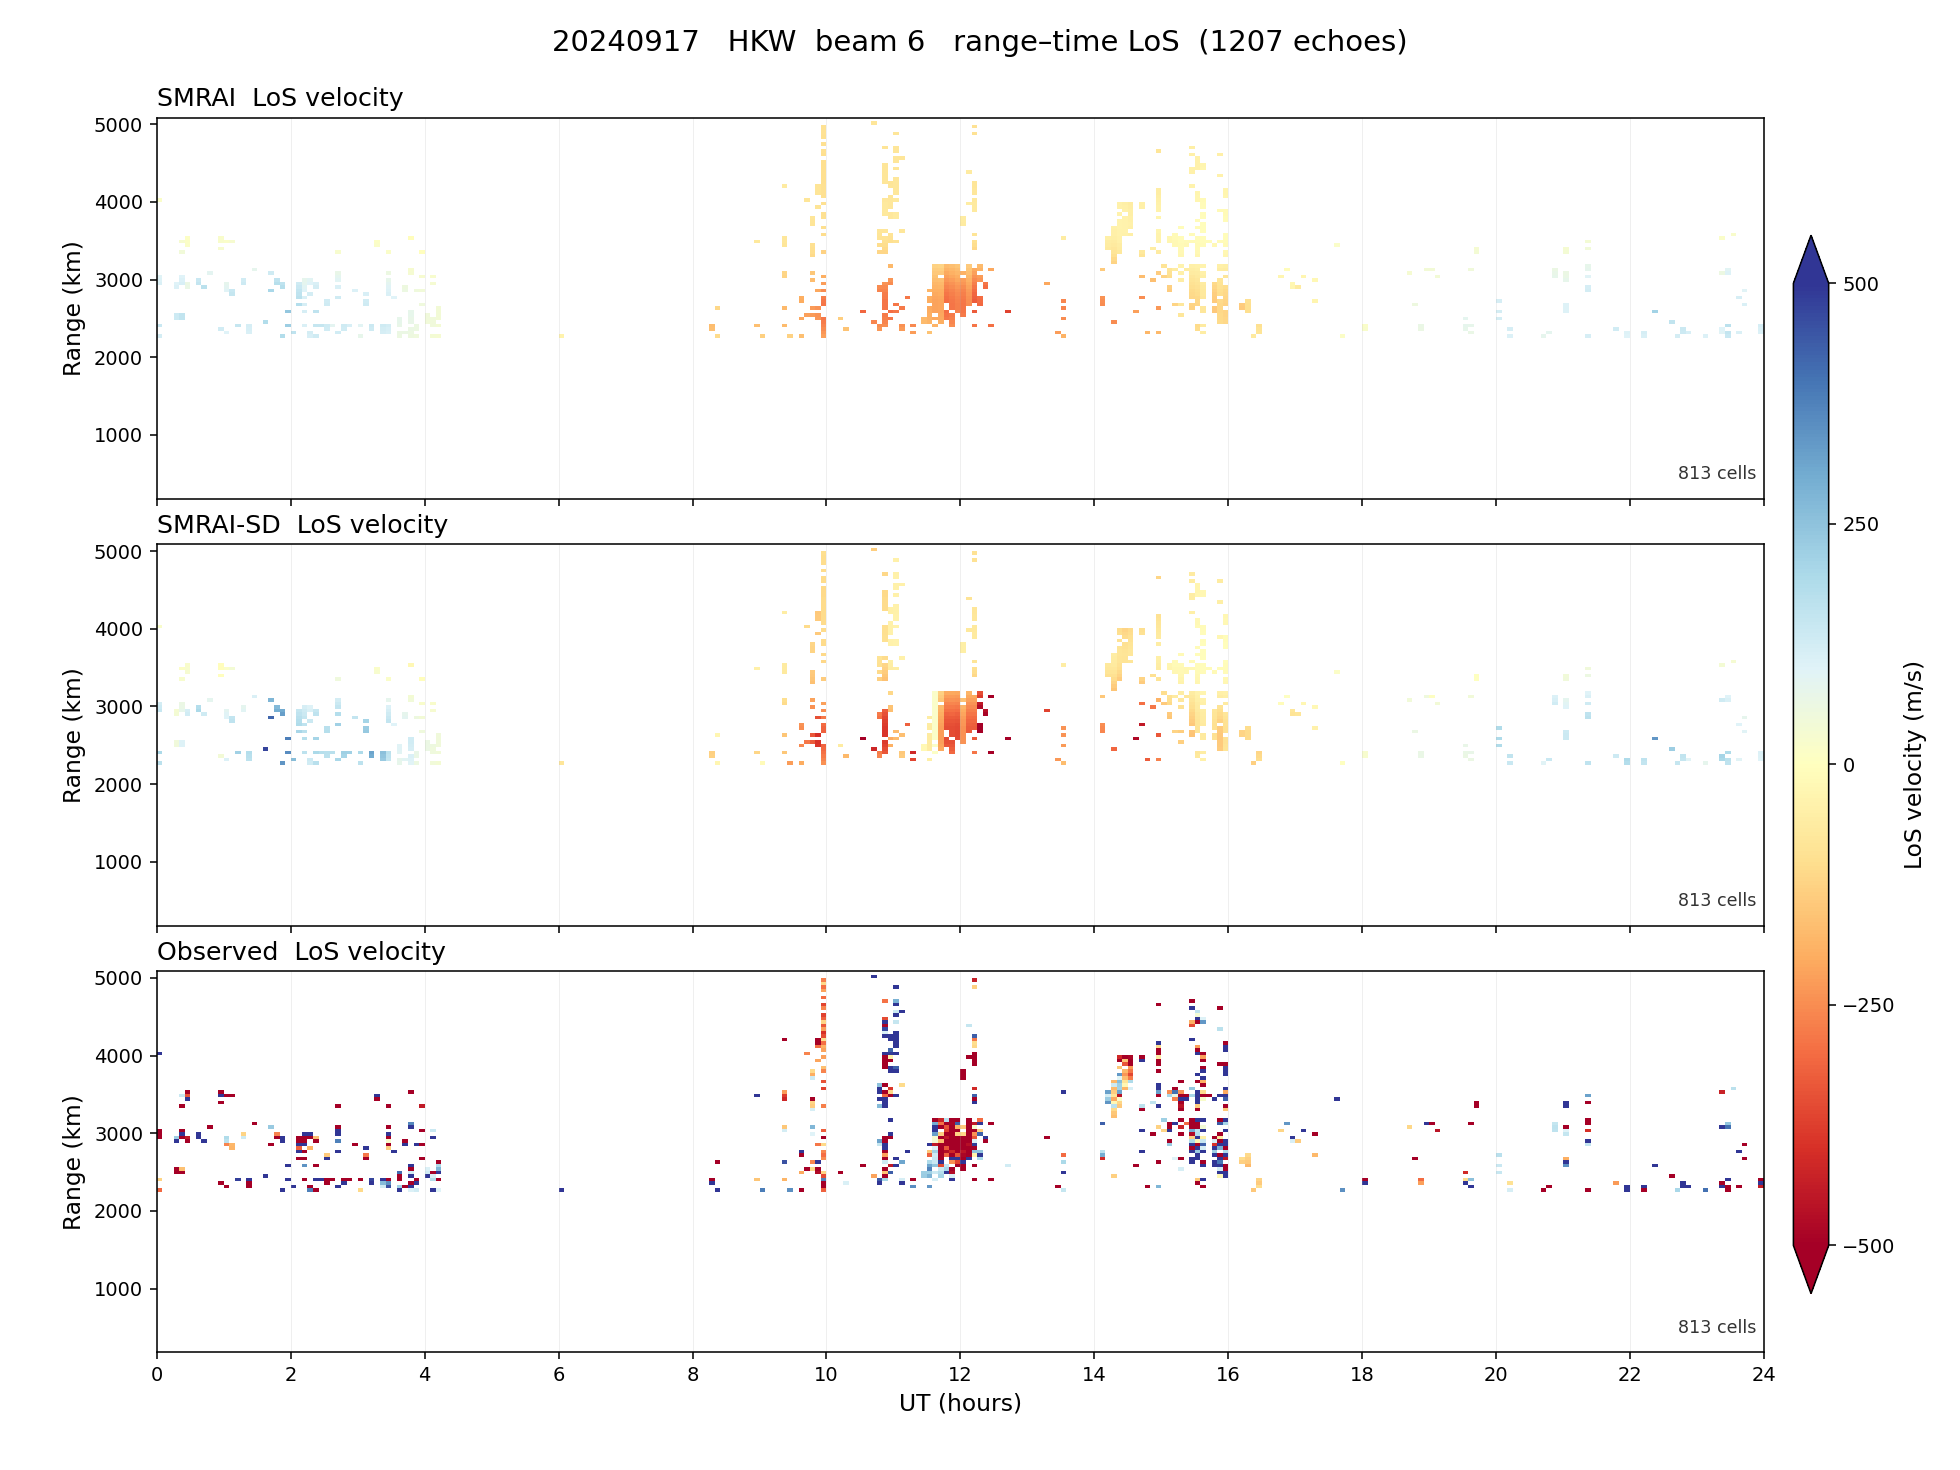 20240917   HKW  beam 6   range–time LoS  (1207 echoes)
SMRAI  LoS velocity
5000
4000
3000
2000
1000
Range (km)
813 cells
SMRAI-SD  LoS velocity
5000
4000
3000
2000
1000
Range (km)
813 cells
Observed  LoS velocity
5000
4000
3000
2000
1000
Range (km)
813 cells
0 2 4 6 8 10 12 14 16 18 20 22 24
UT (hours)
500
250
0
−250
−500
LoS velocity (m/s)